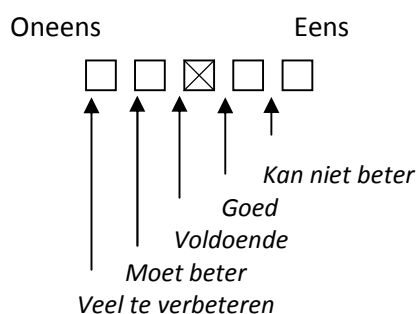 Oneens Eens
Kan niet beter
Goed
Voldoende
Moet beter
Veel te verbeteren